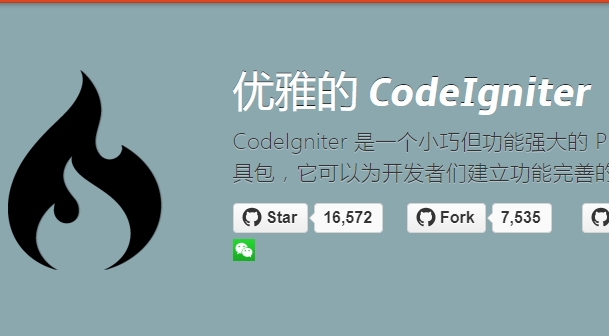 优雅的 CodeIgniter
CodeIgniter 是一个小巧但功能强大的 P
具包，它可以为开发者们建立功能完善的
Star 16,572 Fork 7,535